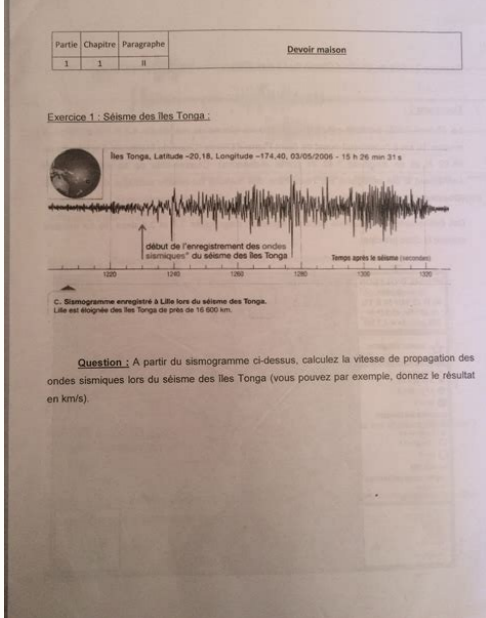 Partie Chapitre Paragraphe
Devoir maison
1 1 II
Exercice 1 : Séisme des îles Tonga :
Îles Tonga, Latitude –20,18, Longitude –174,40, 03/05/2006 - 15 h 26 min 31 s
début de l'enregistrement des ondes
sismiques" du séisme des îles Tonga
Temps après le séisme (secondes)
1220 1240 1260 1280 1300 1320
C. Sismogramme enregistré à Lille lors du séisme des Tonga.
Lille est éloignée des îles Tonga de près de 16 600 km.
Question : A partir du sismogramme ci-dessus, calculez la vitesse de propagation des
ondes sismiques lors du séisme des îles Tonga (vous pouvez par exemple, donnez le résultat
en km/s).